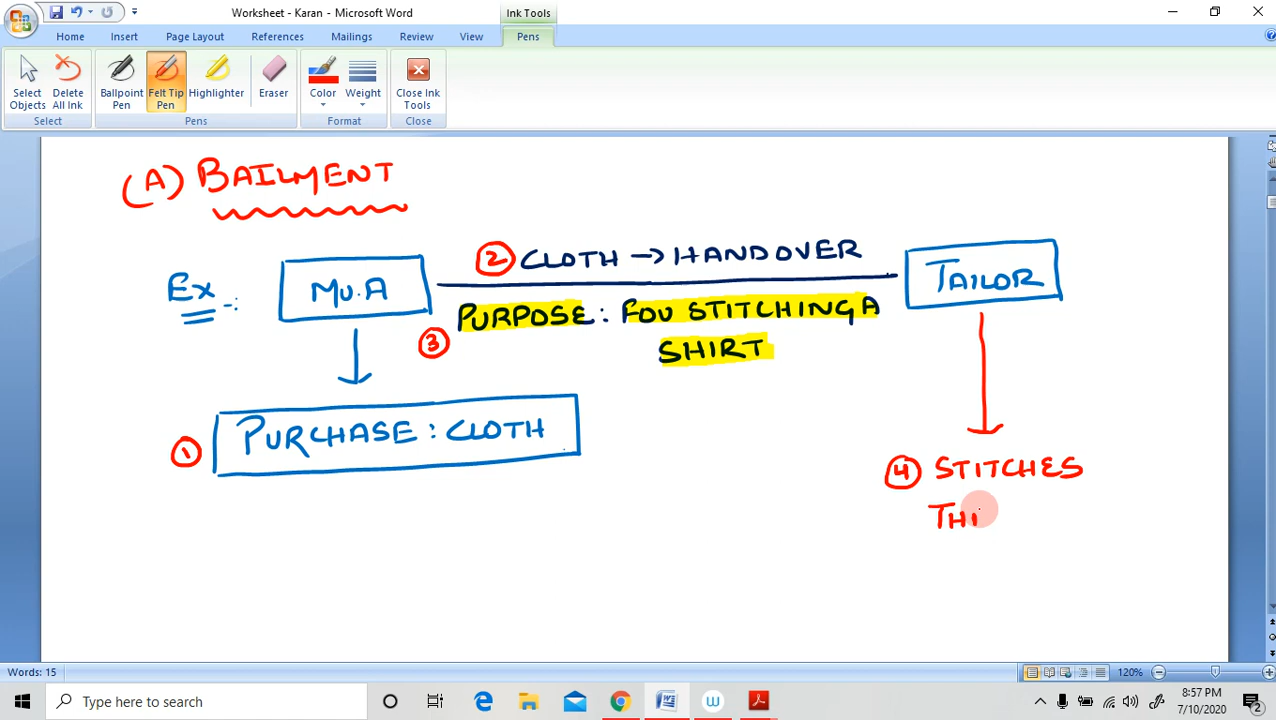 Worksheet - Karan - Microsoft Word
Ink Tools
Home Insert Page Layout References Mailings Review View Pens
Select Objects
Delete All Ink
Ballpoint Pen
Felt Tip Pen
Highlighter
Eraser
Color
Weight
Close Ink Tools
Select
Pens
Format
Close
(A) BAILMENT
Ex -:
Mr. A
② CLOTH → HANDOVER
TAILOR
③ PURPOSE : FOR STITCHING A
SHIRT
① PURCHASE : CLOTH
④ STITCHES
THI
Words: 15
120%
Type here to search
8:57 PM
7/10/2020
2